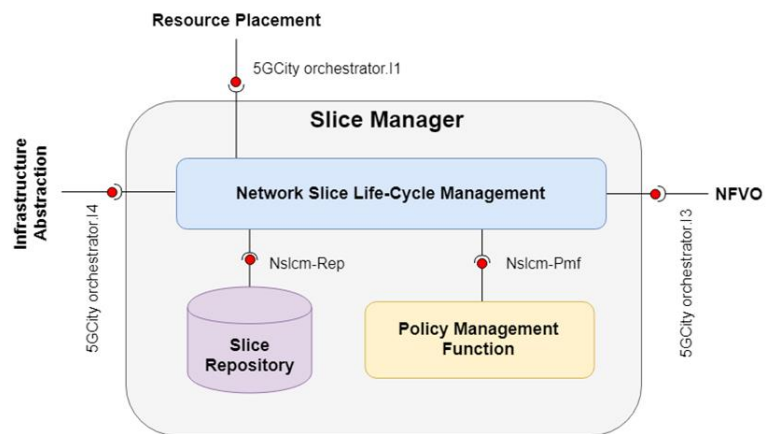 Resource Placement
5GCity orchestrator.I1
Slice Manager
Infrastructure
Abstraction
5GCity orchestrator.I4
Network Slice Life-Cycle Management
NFVO
5GCity orchestrator.I3
Nslcm-Rep
Nslcm-Pmf
Slice
Repository
Policy Management
Function